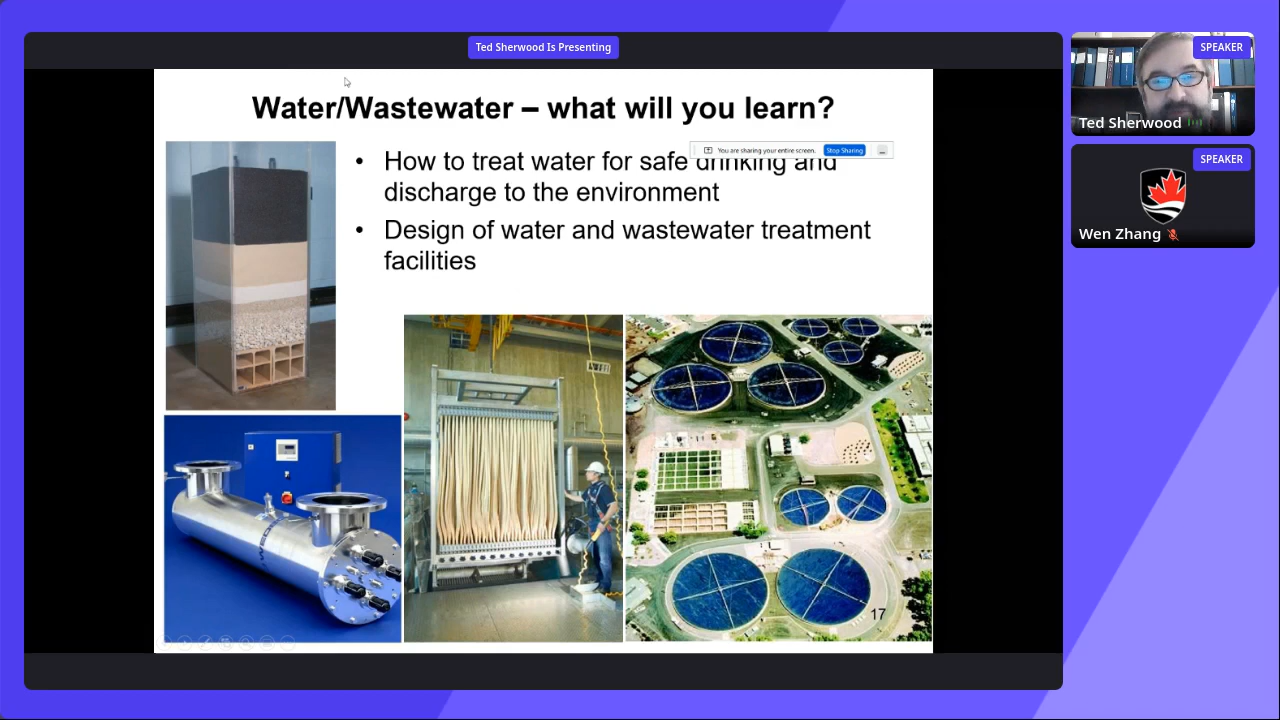 Ted Sherwood Is Presenting
SPEAKER
Ted Sherwood
SPEAKER
Wen Zhang
Water/Wastewater – what will you learn?
You are sharing your entire screen.
Stop Sharing
• How to treat water for safe drinking and
discharge to the environment
• Design of water and wastewater treatment
facilities
17